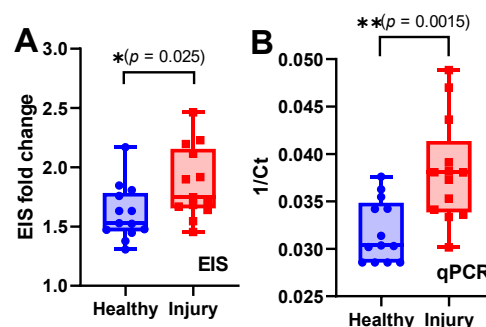 A
*(p = 0.025)
EIS fold change
3.0
2.5
2.0
1.5
1.0
EIS
Healthy Injury
B
**(p = 0.0015)
1/Ct
0.050
0.045
0.040
0.035
0.030
0.025
qPCR
Healthy Injury